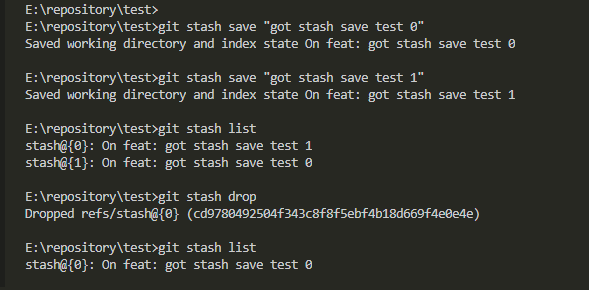 E:\repository\test>
E:\repository\test>git stash save "got stash save test 0"
Saved working directory and index state On feat: got stash save test 0
E:\repository\test>git stash save "got stash save test 1"
Saved working directory and index state On feat: got stash save test 1
E:\repository\test>git stash list
stash@{0}: On feat: got stash save test 1
stash@{1}: On feat: got stash save test 0
E:\repository\test>git stash drop
Dropped refs/stash@{0} (cd9780492504f343c8f8f5ebf4b18d669f4e0e4e)
E:\repository\test>git stash list
stash@{0}: On feat: got stash save test 0